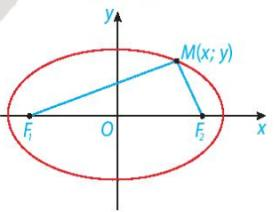 y
M(x; y)
F₁ O F₂ x